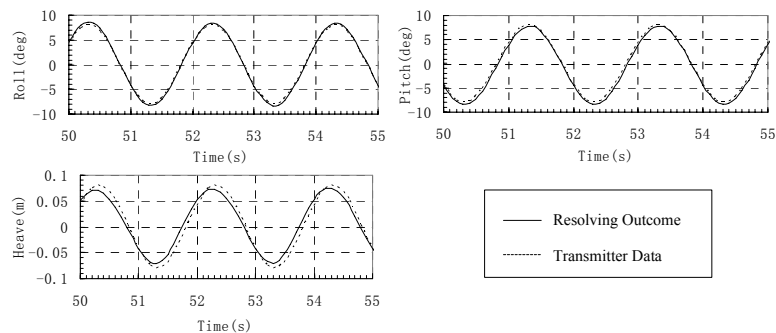 10
5
0
-5
-10
Roll(deg)
50 51 52 53 54 55
Time(s)
10
5
0
-5
-10
Pitch(deg)
50 51 52 53 54 55
Time(s)
0.1
0.05
0
-0.05
-0.1
Heave(m)
50 51 52 53 54 55
Time(s)
Resolving Outcome
Transmitter Data